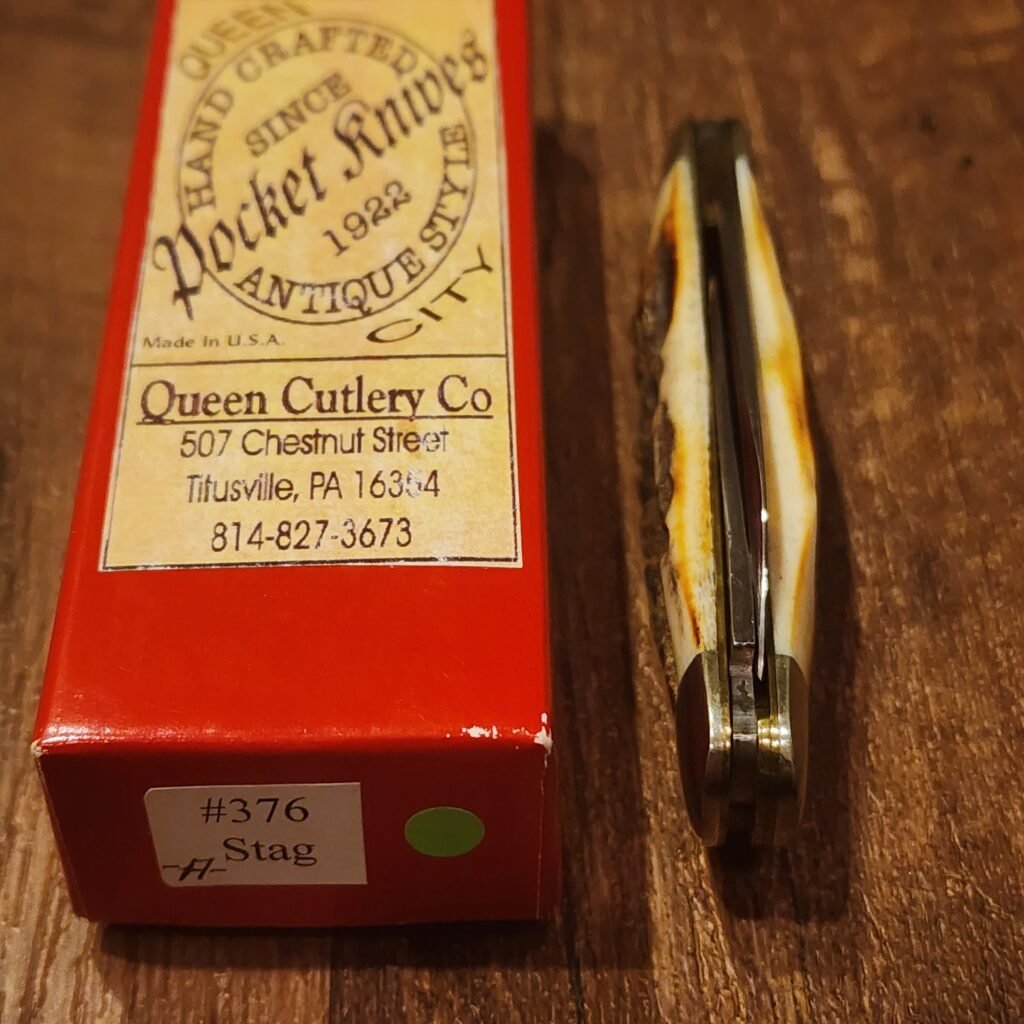 QUEEN
HAND CRAFTED
SINCE
Pocket Knives
1922
ANTIQUE STYLE
CITY
Made In U.S.A.
Queen Cutlery Co
507 Chestnut Street
Titusville, PA 16354
814-827-3673
#376
Stag
-A-